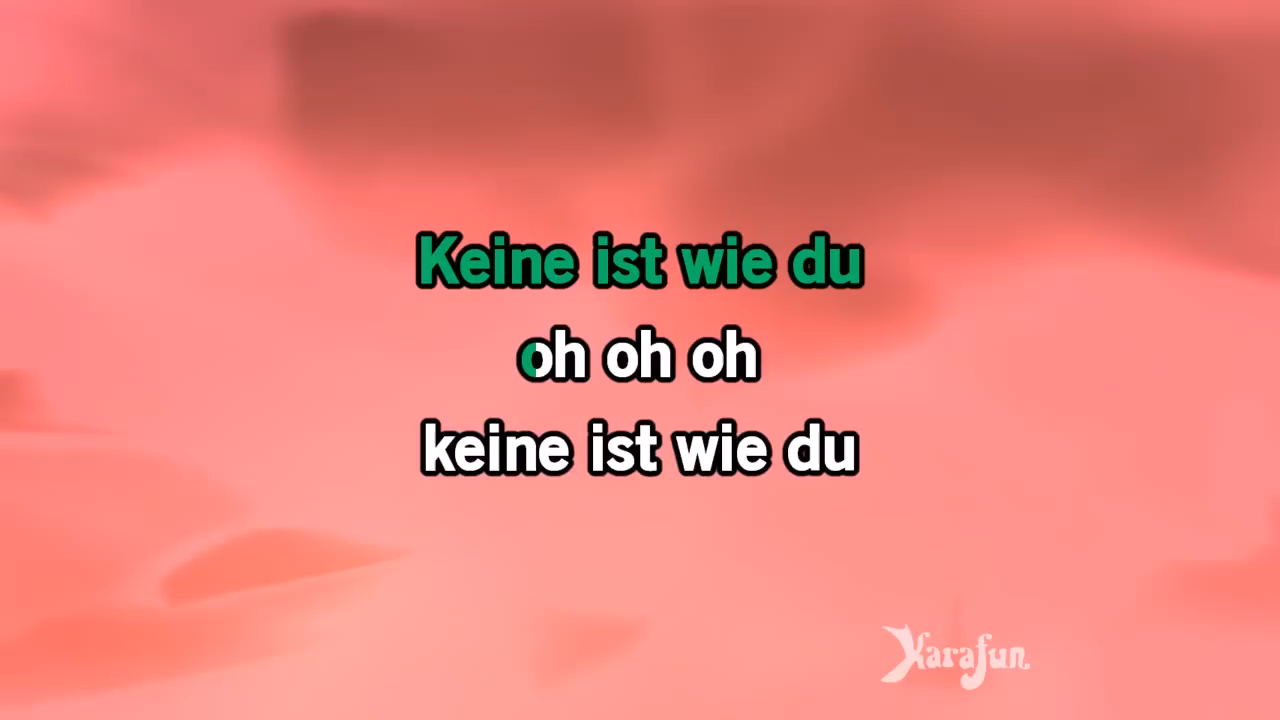 Keine ist wie du
oh oh oh
keine ist wie du
Karafun